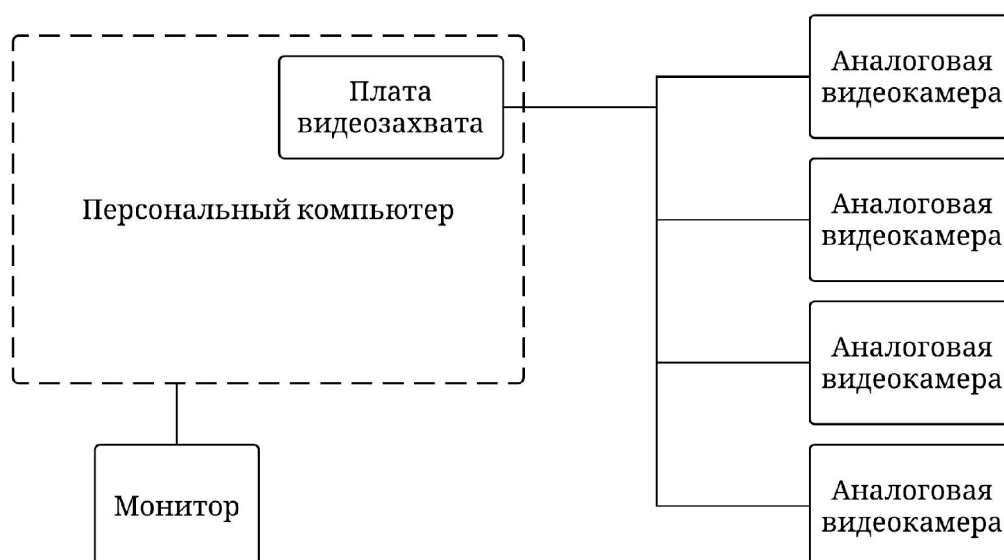 Плата
видеозахвата
Персональный компьютер
Монитор
Аналоговая
видеокамера
Аналоговая
видеокамера
Аналоговая
видеокамера
Аналоговая
видеокамера